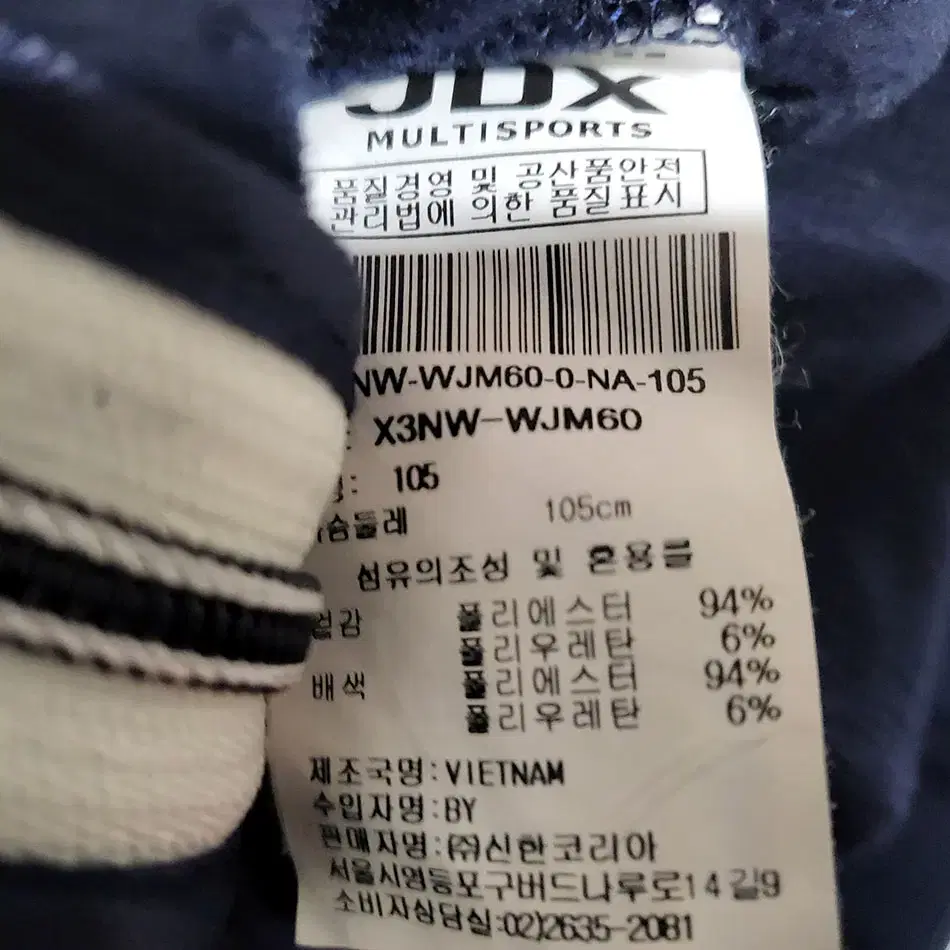 JDX
MULTISPORTS
품질경영 및 공산품안전
관리법에 의한 품질표시
NW-WJM60-0-NA-105
: X3NW-WJM60
: 105
슴둘레 105cm
섬유의조성 및 혼용률
겉감 폴리에스터 94%
폴리우레탄 6%
배색 폴리에스터 94%
폴리우레탄 6%
제조국명:VIETNAM
수입자명:BY
판매자명:㈜신한코리아
서울시영등포구버드나루로14길9
소비자상담실:02)2635-2081